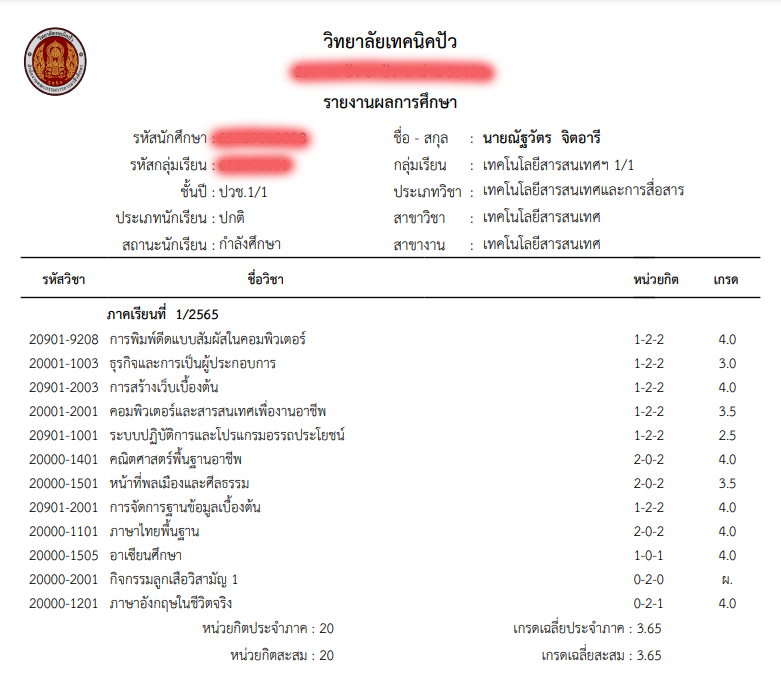 วิทยาลัยเทคนิคปัว
รายงานผลการศึกษา
รหัสนักศึกษา : ชื่อ - สกุล : นายณัฐวัตร จิตอารี
รหัสกลุ่มเรียน : กลุ่มเรียน : เทคโนโลยีสารสนเทศฯ 1/1
ชั้นปี : ปวช.1/1 ประเภทวิชา : เทคโนโลยีสารสนเทศและการสื่อสาร
ประเภทนักเรียน : ปกติ สาขาวิชา : เทคโนโลยีสารสนเทศ
สถานะนักเรียน : กำลังศึกษา สาขางาน : เทคโนโลยีสารสนเทศ
รหัสวิชา ชื่อวิชา หน่วยกิต เกรด
ภาคเรียนที่ 1/2565
20901-9208 การพิมพ์ดีดแบบสัมผัสในคอมพิวเตอร์ 1-2-2 4.0
20001-1003 ธุรกิจและการเป็นผู้ประกอบการ 1-2-2 3.0
20901-2003 การสร้างเว็บเบื้องต้น 1-2-2 4.0
20001-2001 คอมพิวเตอร์และสารสนเทศเพื่องานอาชีพ 1-2-2 3.5
20901-1001 ระบบปฏิบัติการและโปรแกรมอรรถประโยชน์ 1-2-2 2.5
20000-1401 คณิตศาสตร์พื้นฐานอาชีพ 2-0-2 4.0
20000-1501 หน้าที่พลเมืองและศีลธรรม 2-0-2 3.5
20901-2001 การจัดการฐานข้อมูลเบื้องต้น 1-2-2 4.0
20000-1101 ภาษาไทยพื้นฐาน 2-0-2 4.0
20000-1505 อาเซียนศึกษา 1-0-1 4.0
20000-2001 กิจกรรมลูกเสือวิสามัญ 1 0-2-0 ผ.
20000-1201 ภาษาอังกฤษในชีวิตจริง 0-2-1 4.0
หน่วยกิตประจำภาค : 20 เกรดเฉลี่ยประจำภาค : 3.65
หน่วยกิตสะสม : 20 เกรดเฉลี่ยสะสม : 3.65